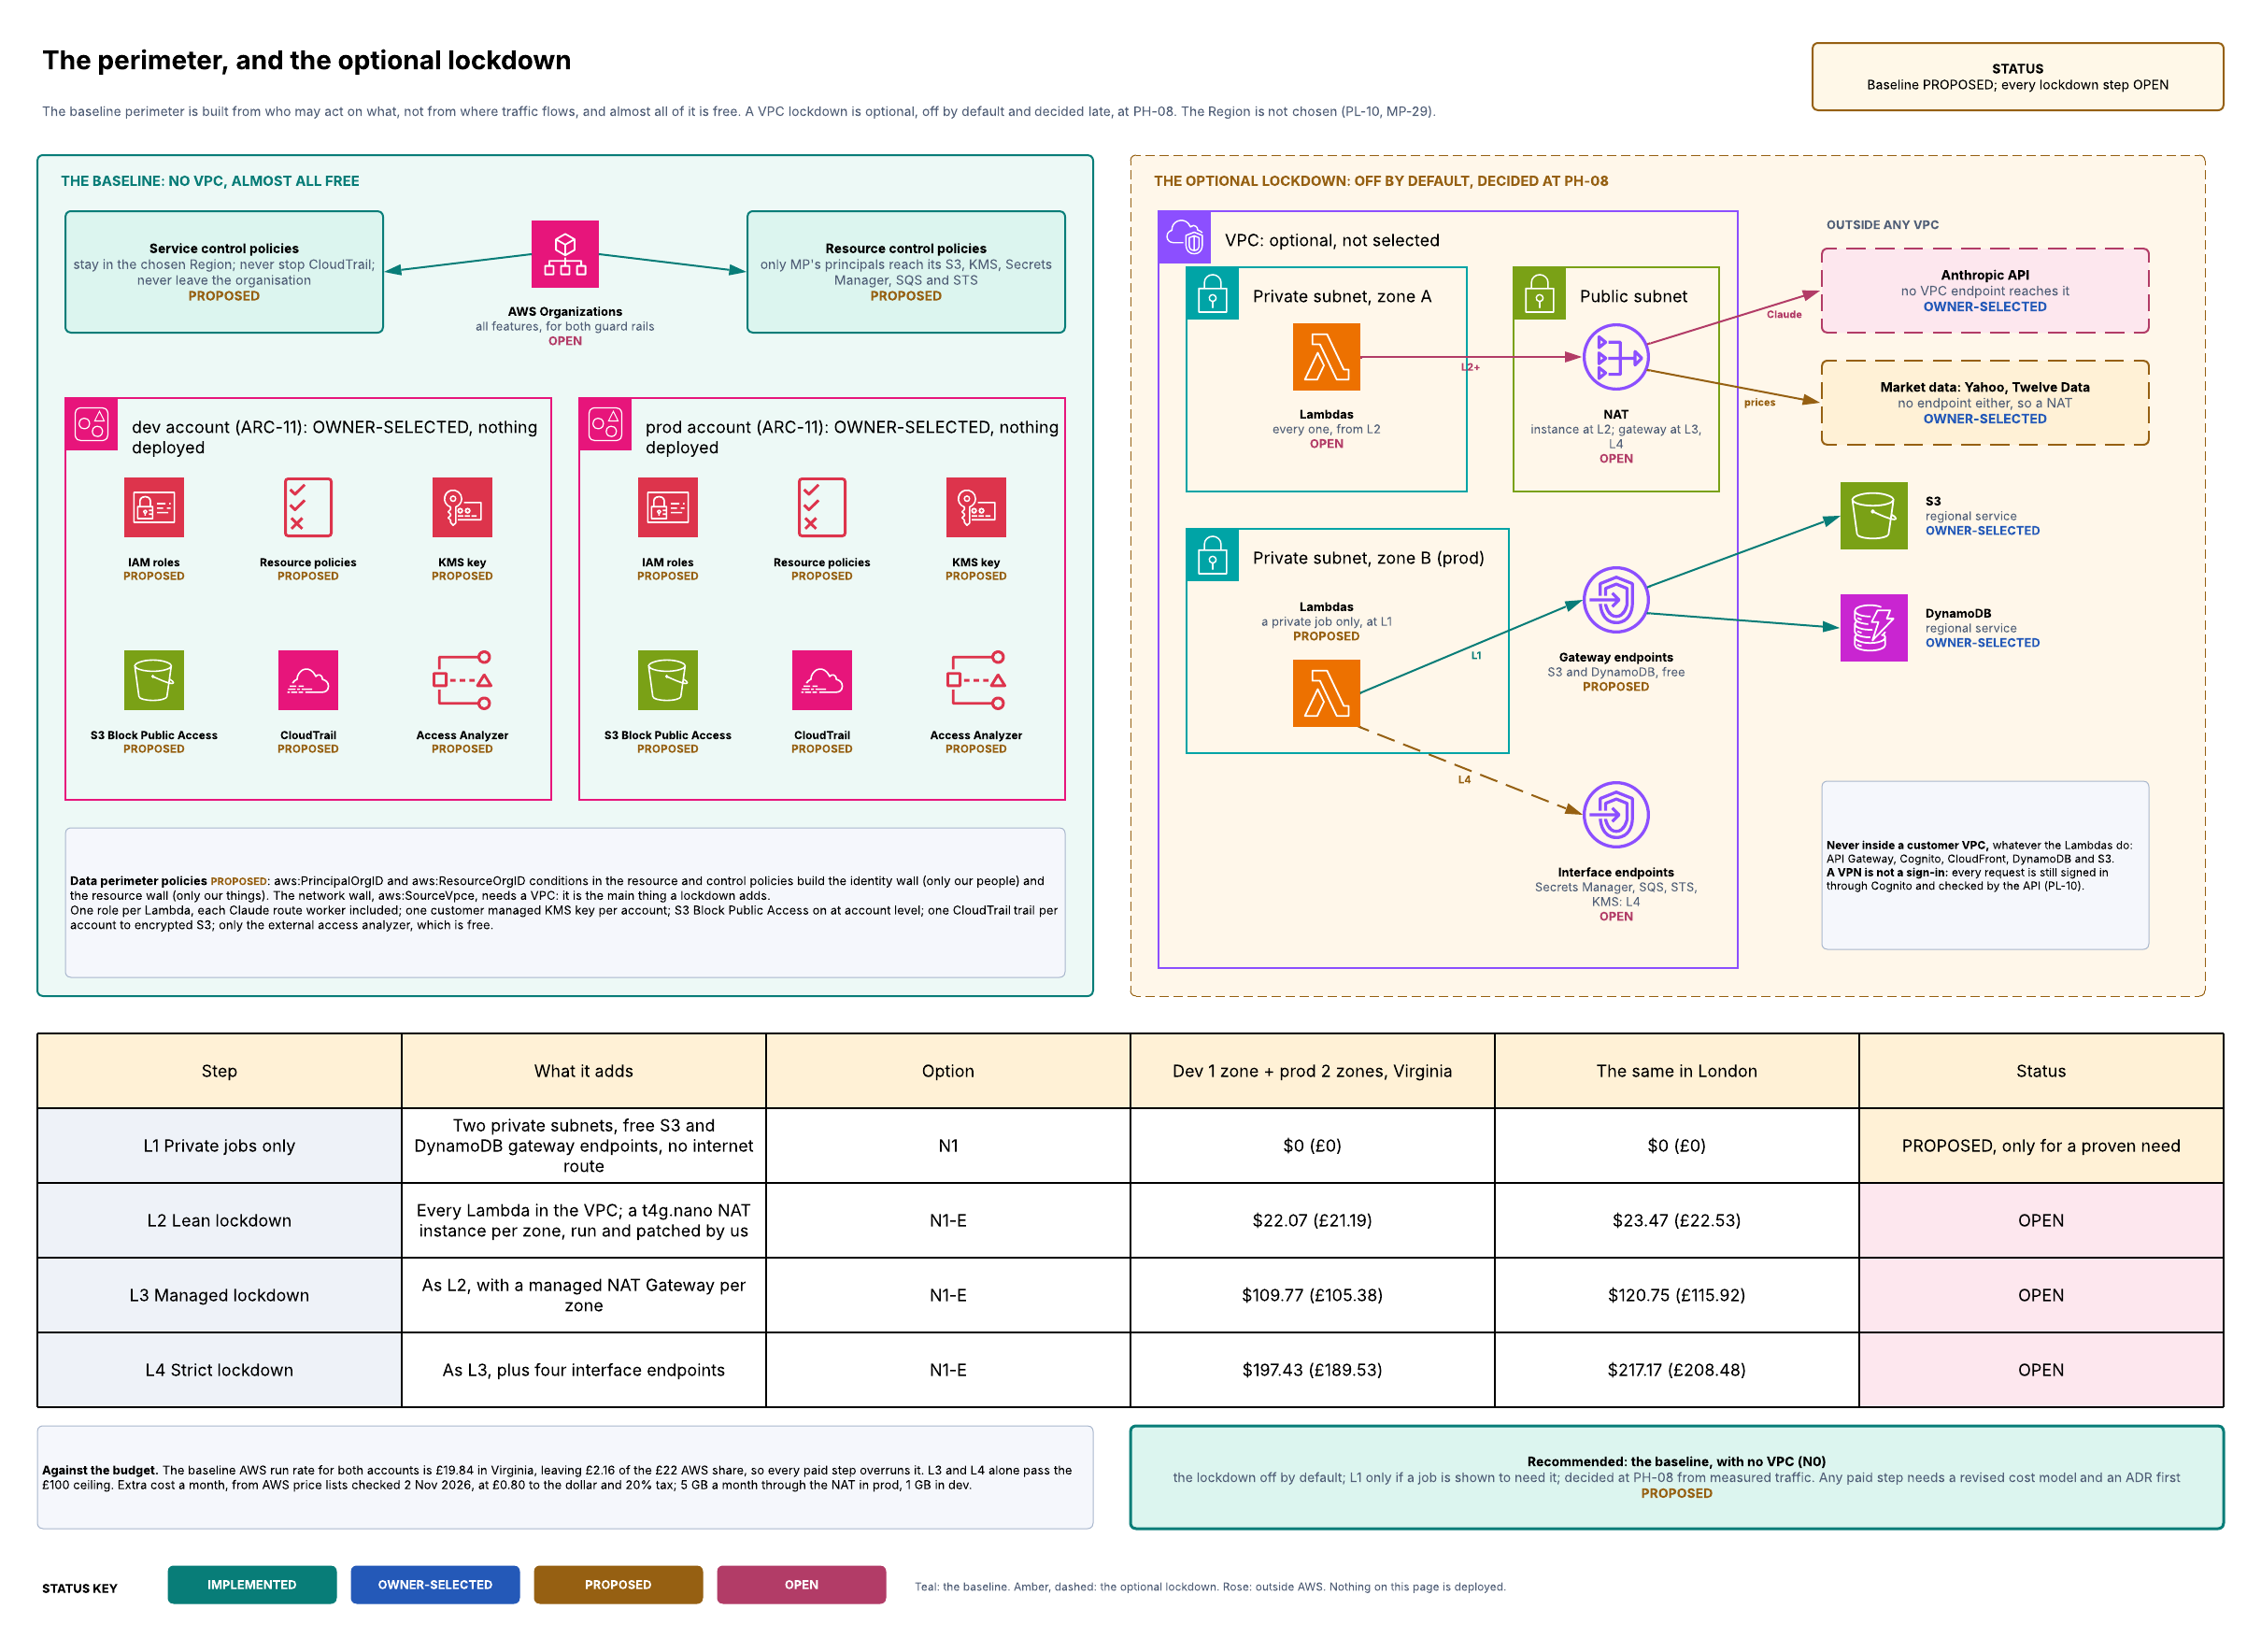 The perimeter, and the optional lockdown
STATUS
Baseline PROPOSED; every lockdown step OPEN
The baseline perimeter is built from who may act on what, not from where traffic flows, and almost all of it is free. A VPC lockdown is optional, off by default and decided late, at PH-08. The Region is not chosen (PL-10, MP-29).
THE BASELINE: NO VPC, ALMOST ALL FREE
Service control policies
stay in the chosen Region; never stop CloudTrail;
never leave the organisation
PROPOSED
AWS Organizations
all features, for both guard rails
OPEN
Resource control policies
only MP's principals reach its S3, KMS, Secrets
Manager, SQS and STS
PROPOSED
dev account (ARC-11): OWNER-SELECTED, nothing
deployed
IAM roles
PROPOSED
Resource policies
PROPOSED
KMS key
PROPOSED
S3 Block Public Access
PROPOSED
CloudTrail
PROPOSED
Access Analyzer
PROPOSED
prod account (ARC-11): OWNER-SELECTED, nothing
deployed
IAM roles
PROPOSED
Resource policies
PROPOSED
KMS key
PROPOSED
S3 Block Public Access
PROPOSED
CloudTrail
PROPOSED
Access Analyzer
PROPOSED
Data perimeter policies PROPOSED: aws:PrincipalOrgID and aws:ResourceOrgID conditions in the resource and control policies build the identity wall (only our people) and
the resource wall (only our things). The network wall, aws:SourceVpce, needs a VPC: it is the main thing a lockdown adds.
One role per Lambda, each Claude route worker included; one customer managed KMS key per account; S3 Block Public Access on at account level; one CloudTrail trail per
account to encrypted S3; only the external access analyzer, which is free.
THE OPTIONAL LOCKDOWN: OFF BY DEFAULT, DECIDED AT PH-08
VPC: optional, not selected
Private subnet, zone A
Lambdas
every one, from L2
OPEN
L2+
Public subnet
NAT
instance at L2; gateway at L3,
L4
OPEN
Claude
prices
OUTSIDE ANY VPC
Anthropic API
no VPC endpoint reaches it
OWNER-SELECTED
Market data: Yahoo, Twelve Data
no endpoint either, so a NAT
OWNER-SELECTED
S3
regional service
OWNER-SELECTED
DynamoDB
regional service
OWNER-SELECTED
Private subnet, zone B (prod)
Lambdas
a private job only, at L1
PROPOSED
L1
Gateway endpoints
S3 and DynamoDB, free
PROPOSED
L4
Interface endpoints
Secrets Manager, SQS, STS,
KMS: L4
OPEN
Never inside a customer VPC, whatever the Lambdas do:
API Gateway, Cognito, CloudFront, DynamoDB and S3.
A VPN is not a sign-in: every request is still signed in
through Cognito and checked by the API (PL-10).
Step
What it adds
Option
Dev 1 zone + prod 2 zones, Virginia
The same in London
Status
L1 Private jobs only
Two private subnets, free S3 and
DynamoDB gateway endpoints, no internet
route
N1
$0 (£0)
$0 (£0)
PROPOSED, only for a proven need
L2 Lean lockdown
Every Lambda in the VPC; a t4g.nano NAT
instance per zone, run and patched by us
N1-E
$22.07 (£21.19)
$23.47 (£22.53)
OPEN
L3 Managed lockdown
As L2, with a managed NAT Gateway per
zone
N1-E
$109.77 (£105.38)
$120.75 (£115.92)
OPEN
L4 Strict lockdown
As L3, plus four interface endpoints
N1-E
$197.43 (£189.53)
$217.17 (£208.48)
OPEN
Against the budget. The baseline AWS run rate for both accounts is £19.84 in Virginia, leaving £2.16 of the £22 AWS share, so every paid step overruns it. L3 and L4 alone pass the
£100 ceiling. Extra cost a month, from AWS price lists checked 2 Nov 2026, at £0.80 to the dollar and 20% tax; 5 GB a month through the NAT in prod, 1 GB in dev.
Recommended: the baseline, with no VPC (N0)
the lockdown off by default; L1 only if a job is shown to need it; decided at PH-08 from measured traffic. Any paid step needs a revised cost model and an ADR first
PROPOSED
STATUS KEY
IMPLEMENTED
OWNER-SELECTED
PROPOSED
OPEN
Teal: the baseline. Amber, dashed: the optional lockdown. Rose: outside AWS. Nothing on this page is deployed.